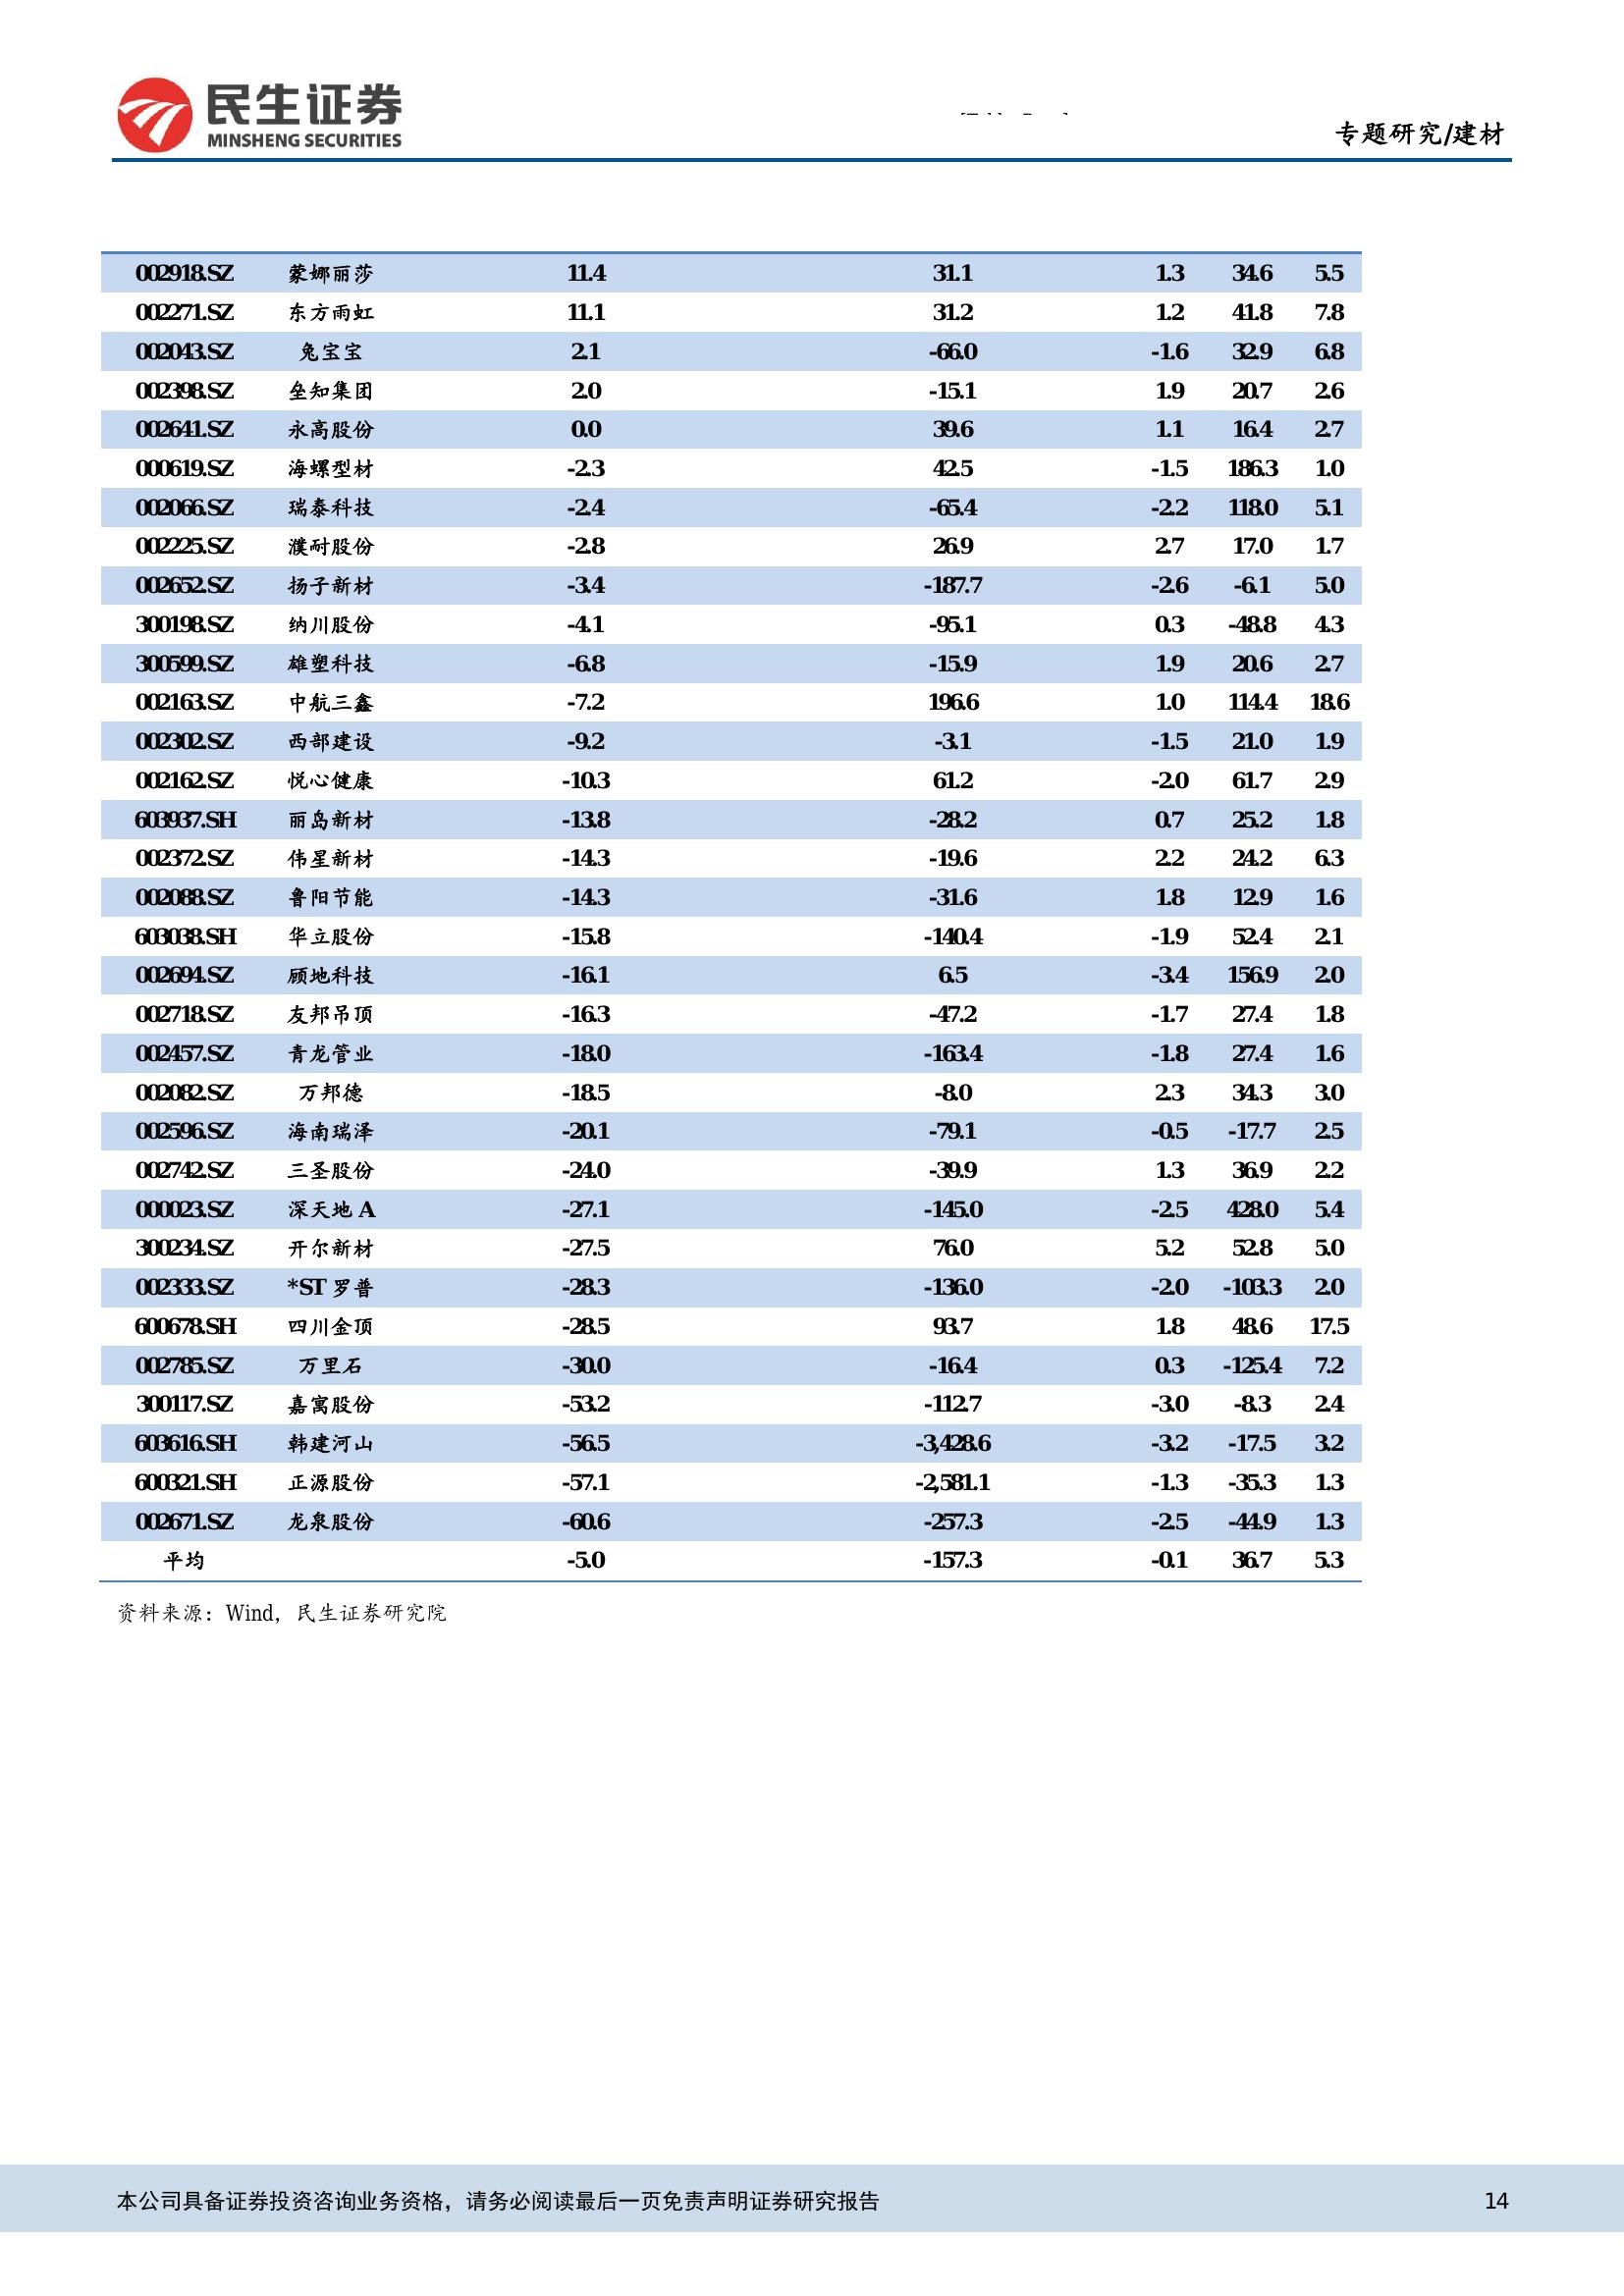 民生证券
MINSHENG SECURITIES
专题研究/建材
002918.SZ 蒙娜丽莎 11.4 31.1 1.3 34.6 5.5
002271.SZ 东方雨虹 11.1 31.2 1.2 41.8 7.8
002043.SZ 兔宝宝 2.1 -66.0 -1.6 32.9 6.8
002398.SZ 垒知集团 2.0 -15.1 1.9 20.7 2.6
002641.SZ 永高股份 0.0 39.6 1.1 16.4 2.7
000619.SZ 海螺型材 -2.3 42.5 -1.5 186.3 1.0
002066.SZ 瑞泰科技 -2.4 -65.4 -2.2 118.0 5.1
002225.SZ 濮耐股份 -2.8 26.9 2.7 17.0 1.7
002652.SZ 扬子新材 -3.4 -187.7 -2.6 -6.1 5.0
300198.SZ 纳川股份 -4.1 -95.1 0.3 -48.8 4.3
300599.SZ 雄塑科技 -6.8 -15.9 1.9 20.6 2.7
002163.SZ 中航三鑫 -7.2 196.6 1.0 114.4 18.6
002302.SZ 西部建设 -9.2 -3.1 -1.5 21.0 1.9
002162.SZ 悦心健康 -10.3 61.2 -2.0 61.7 2.9
603937.SH 丽岛新材 -13.8 -28.2 0.7 25.2 1.8
002372.SZ 伟星新材 -14.3 -19.6 2.2 24.2 6.3
002088.SZ 鲁阳节能 -14.3 -31.6 1.8 12.9 1.6
603038.SH 华立股份 -15.8 -140.4 -1.9 52.4 2.1
002694.SZ 顾地科技 -16.1 6.5 -3.4 156.9 2.0
002718.SZ 友邦吊顶 -16.3 -47.2 -1.7 27.4 1.8
002457.SZ 青龙管业 -18.0 -163.4 -1.8 27.4 1.6
002082.SZ 万邦德 -18.5 -8.0 2.3 34.3 3.0
002596.SZ 海南瑞泽 -20.1 -79.1 -0.5 -17.7 2.5
002742.SZ 三圣股份 -24.0 -39.9 1.3 36.9 2.2
000023.SZ 深天地 A -27.1 -145.0 -2.5 428.0 5.4
300234.SZ 开尔新材 -27.5 76.0 5.2 52.8 5.0
002333.SZ *ST 罗普 -28.3 -136.0 -2.0 -103.3 2.0
600678.SH 四川金顶 -28.5 93.7 1.8 48.6 17.5
002785.SZ 万里石 -30.0 -16.4 0.3 -125.4 7.2
300117.SZ 嘉寓股份 -53.2 -112.7 -3.0 -8.3 2.4
603616.SH 韩建河山 -56.5 -3,428.6 -3.2 -17.5 3.2
600321.SH 正源股份 -57.1 -2,581.1 -1.3 -35.3 1.3
002671.SZ 龙泉股份 -60.6 -257.3 -2.5 -44.9 1.3
平均 -5.0 -157.3 -0.1 36.7 5.3
资料来源：Wind，民生证券研究院
本公司具备证券投资咨询业务资格，请务必阅读最后一页免责声明证券研究报告 14